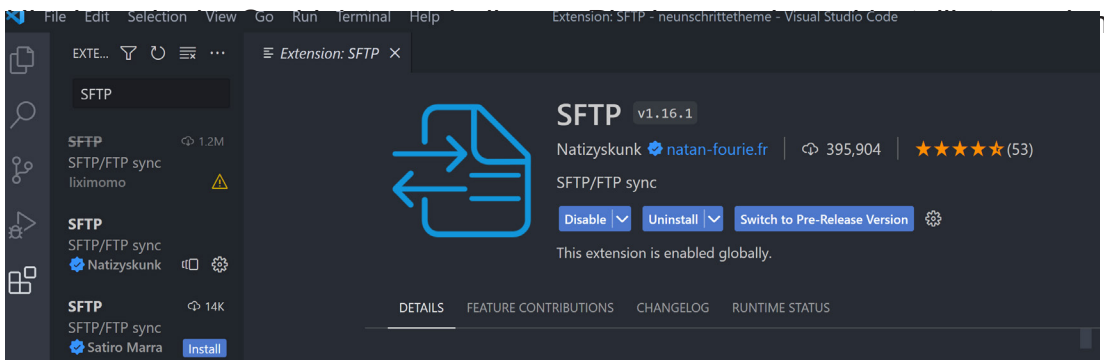 File Edit Selection View Go Run Terminal Help Extension: SFTP - neunschrittetheme - Visual Studio Code
EXTE... Extension: SFTP
SFTP
SFTP v1.16.1
SFTP 1.2M
Natizyskunk natan-fourie.fr 395,904 (53)
SFTP/FTP sync
liximomo
SFTP/FTP sync
Disable Uninstall Switch to Pre-Release Version
SFTP
SFTP/FTP sync
This extension is enabled globally.
Natizyskunk
SFTP 14K
DETAILS FEATURE CONTRIBUTIONS CHANGELOG RUNTIME STATUS
SFTP/FTP sync
Satiro Marra Install